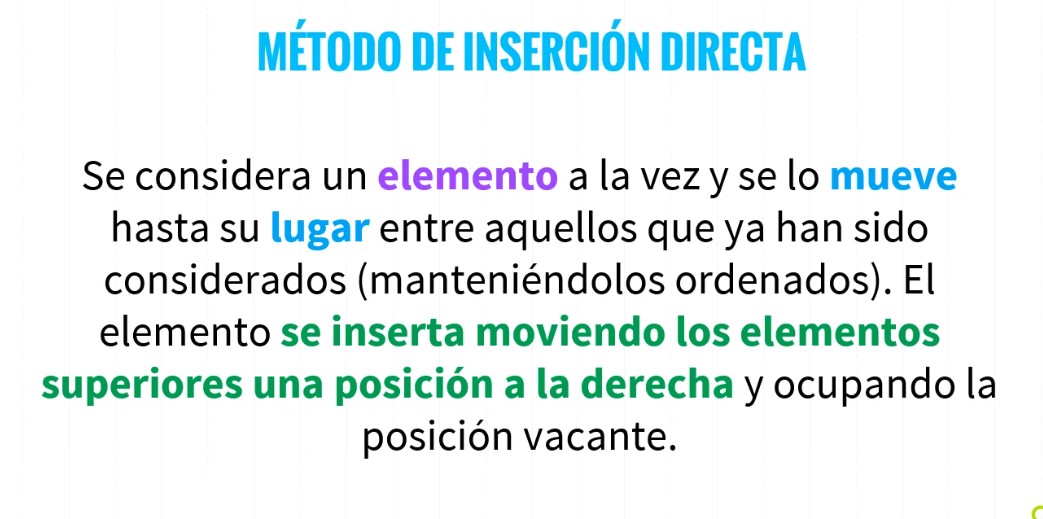 MÉTODO DE INSERCIÓN DIRECTA
Se considera un elemento a la vez y se lo mueve
hasta su lugar entre aquellos que ya han sido
considerados (manteniéndolos ordenados). El
elemento se inserta moviendo los elementos
superiores una posición a la derecha y ocupando la
posición vacante.